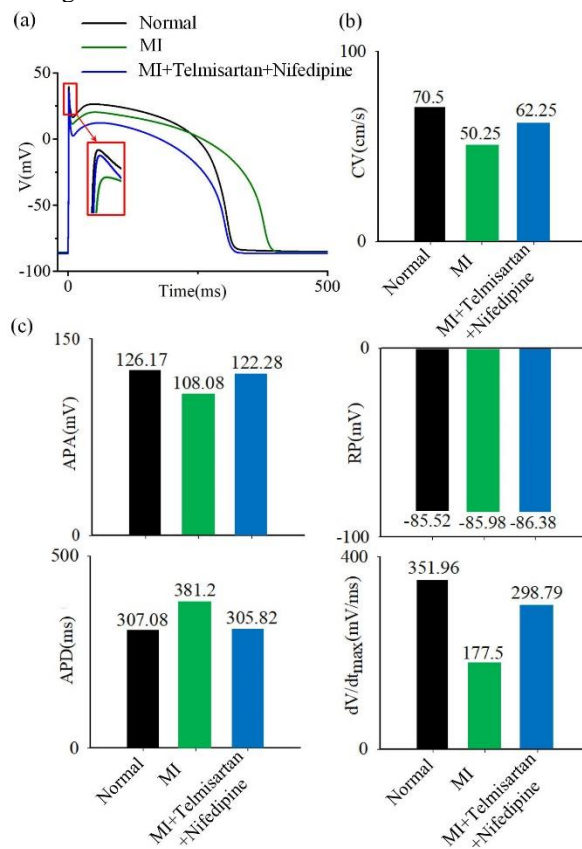 (a)
Normal
MI
MI+Telmisartan+Nifedipine
50
25
0
-50
-100
V(mV)
0
250
500
Time(ms)
(b)
100
0
CV(cm/s)
70.5
50.25
62.25
Normal
MI
MI+Telmisartan
+Nifedipine
(c)
150
0
APA(mV)
126.17
108.08
122.28
0
-100
RP(mV)
-85.52
-85.98
-86.38
500
0
APD(ms)
307.08
381.2
305.82
Normal
MI
MI+Telmisartan
+Nifedipine
400
0
dV/dtmax(mV/ms)
351.96
177.5
298.79
Normal
MI
MI+Telmisartan
+Nifedipine